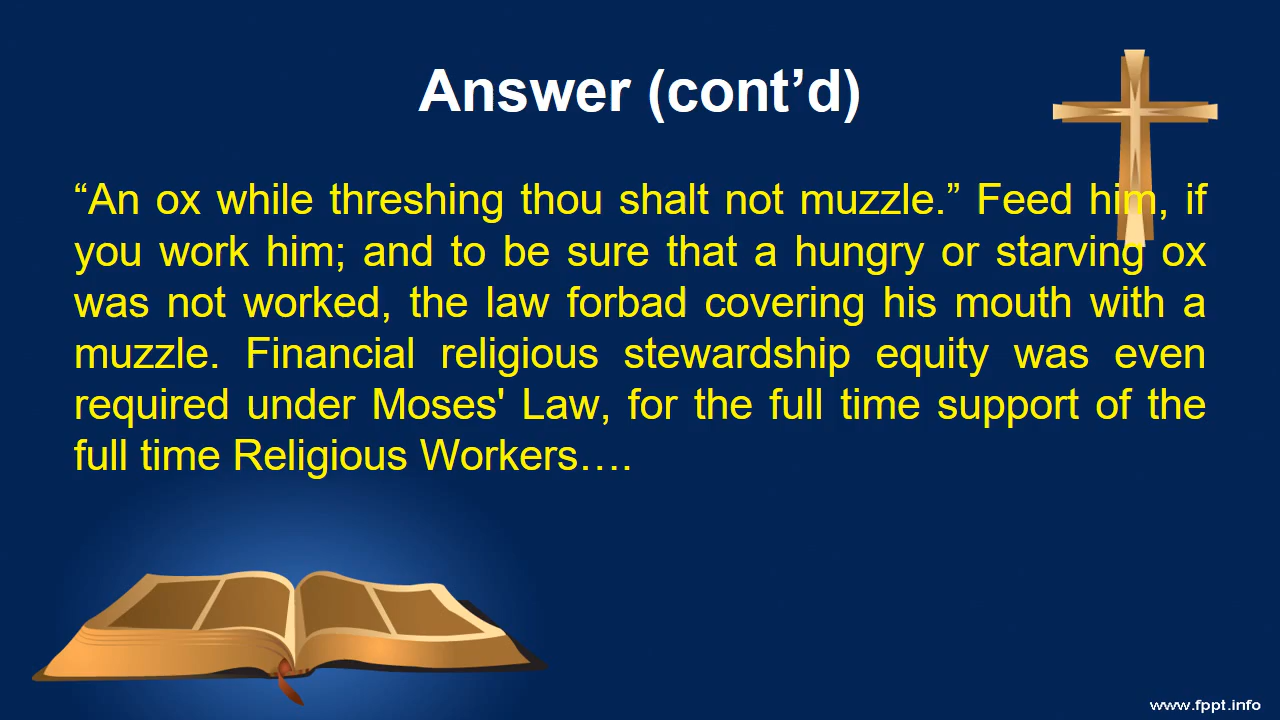 Answer (cont’d)
“An ox while threshing thou shalt not muzzle.” Feed him, if
you work him; and to be sure that a hungry or starving ox
was not worked, the law forbad covering his mouth with a
muzzle. Financial religious stewardship equity was even
required under Moses' Law, for the full time support of the
full time Religious Workers….
www.fppt.info